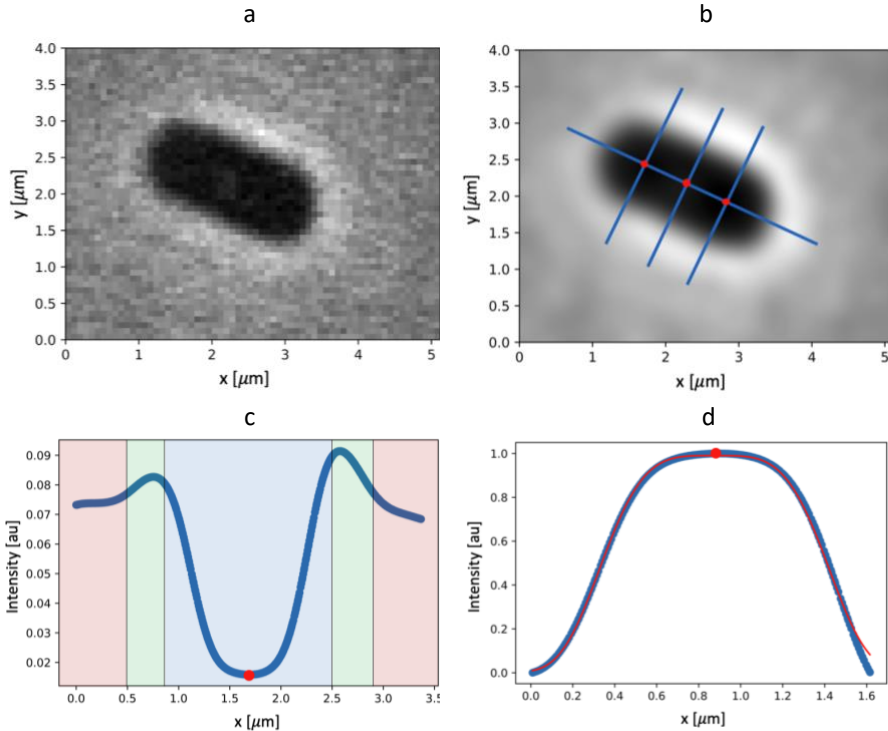 a
4.0
3.5
3.0
2.5
2.0
1.5
1.0
0.5
0.0
y [μm]
0 1 2 3 4 5
x [μm]
b
4.0
3.5
3.0
2.5
2.0
1.5
1.0
0.5
0.0
y [μm]
0 1 2 3 4 5
x [μm]
c
0.09
0.08
0.07
0.06
0.05
0.04
0.03
0.02
Intensity [au]
0.0 0.5 1.0 1.5 2.0 2.5 3.0 3.5
x [μm]
d
1.0
0.8
0.6
0.4
0.2
0.0
Intensity [au]
0.0 0.2 0.4 0.6 0.8 1.0 1.2 1.4 1.6
x [μm]